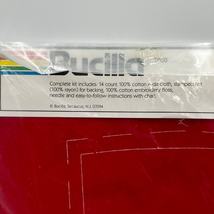 Bucilla
Complete kit includes: 14 count 100% cotton Aida cloth, stamped felt
(100% rayon) for backing, 100% cotton embroidery floss,
needle and easy-to-follow instructions with chart.
© Bucilla, Secaucus, N.J. 07094